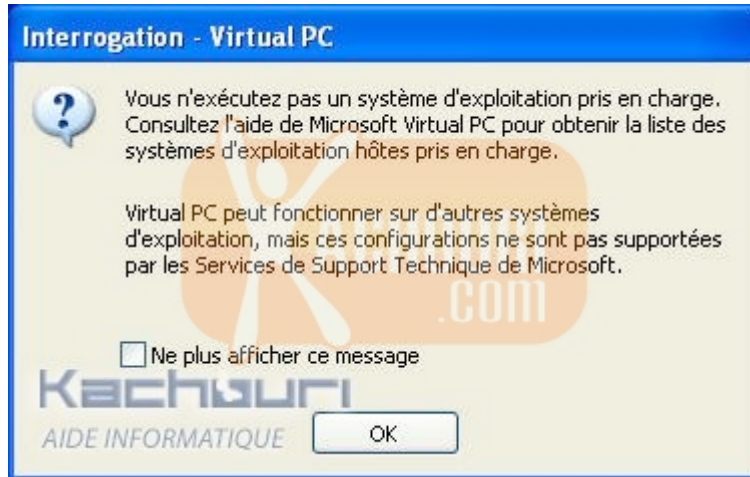 Interrogation - Virtual PC
Vous n'exécutez pas un système d'exploitation pris en charge.
Consultez l'aide de Microsoft Virtual PC pour obtenir la liste des
systèmes d'exploitation hôtes pris en charge.
Virtual PC peut fonctionner sur d'autres systèmes
d'exploitation, mais ces configurations ne sont pas supportées
par les Services de Support Technique de Microsoft.
KACHOURI
.COM
Ne plus afficher ce message
Kachouri
AIDE INFORMATIQUE
OK